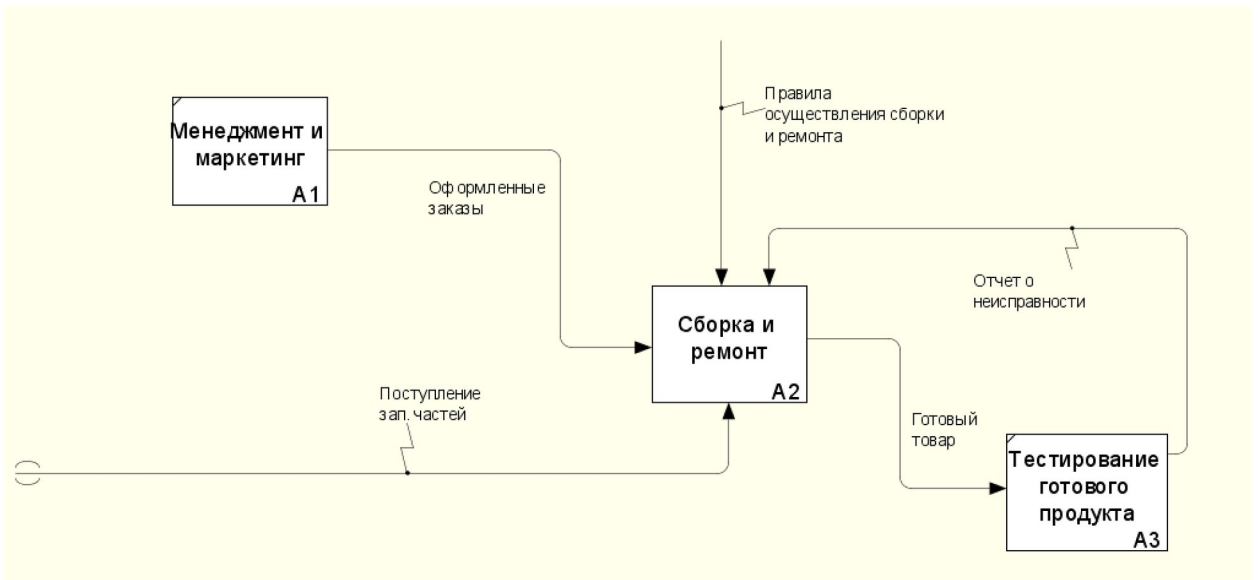 Правила
осуществления сборки
и ремонта
Менеджмент и
маркетинг
А1
Оформленные
заказы
Отчет о
неисправности
Сборка и
ремонт
А2
Поступление
зап. частей
Готовый
товар
Тестирование
готового
продукта
А3